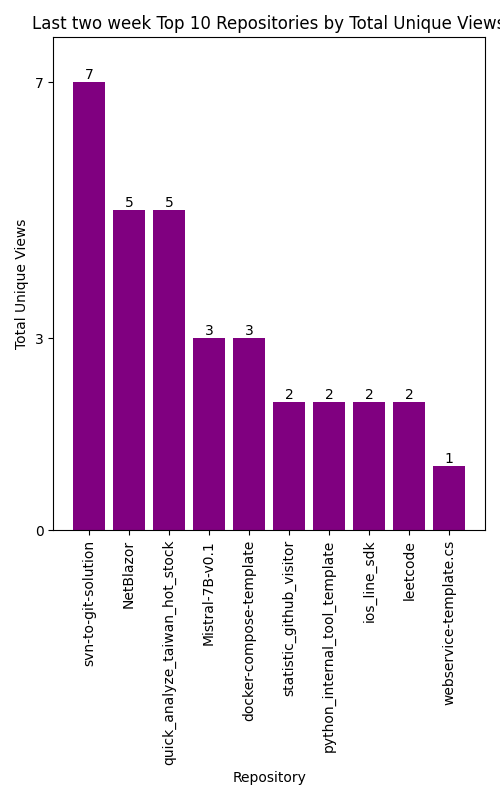 Last two week Top 10 Repositories by Total Unique Views
7
3
0
Total Unique Views
7
5
5
3
3
2
2
2
2
1
svn-to-git-solution
NetBlazor
quick_analyze_taiwan_hot_stock
Mistral-7B-v0.1
docker-compose-template
statistic_github_visitor
python_internal_tool_template
ios_line_sdk
leetcode
webservice-template.cs
Repository